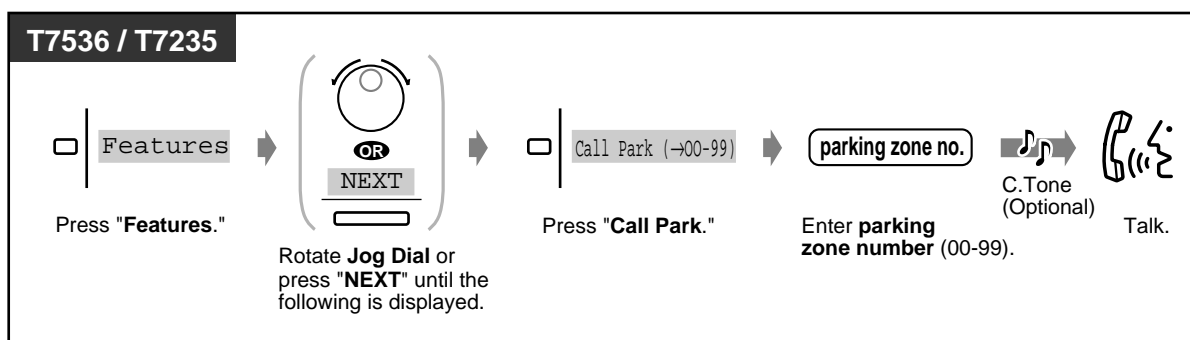 T7536 / T7235
Features
Press "Features."
OR
NEXT
Rotate Jog Dial or
press "NEXT" until the
following is displayed.
Call Park (→00-99)
Press "Call Park."
parking zone no.
Enter parking
zone number (00-99).
C.Tone
(Optional)
Talk.